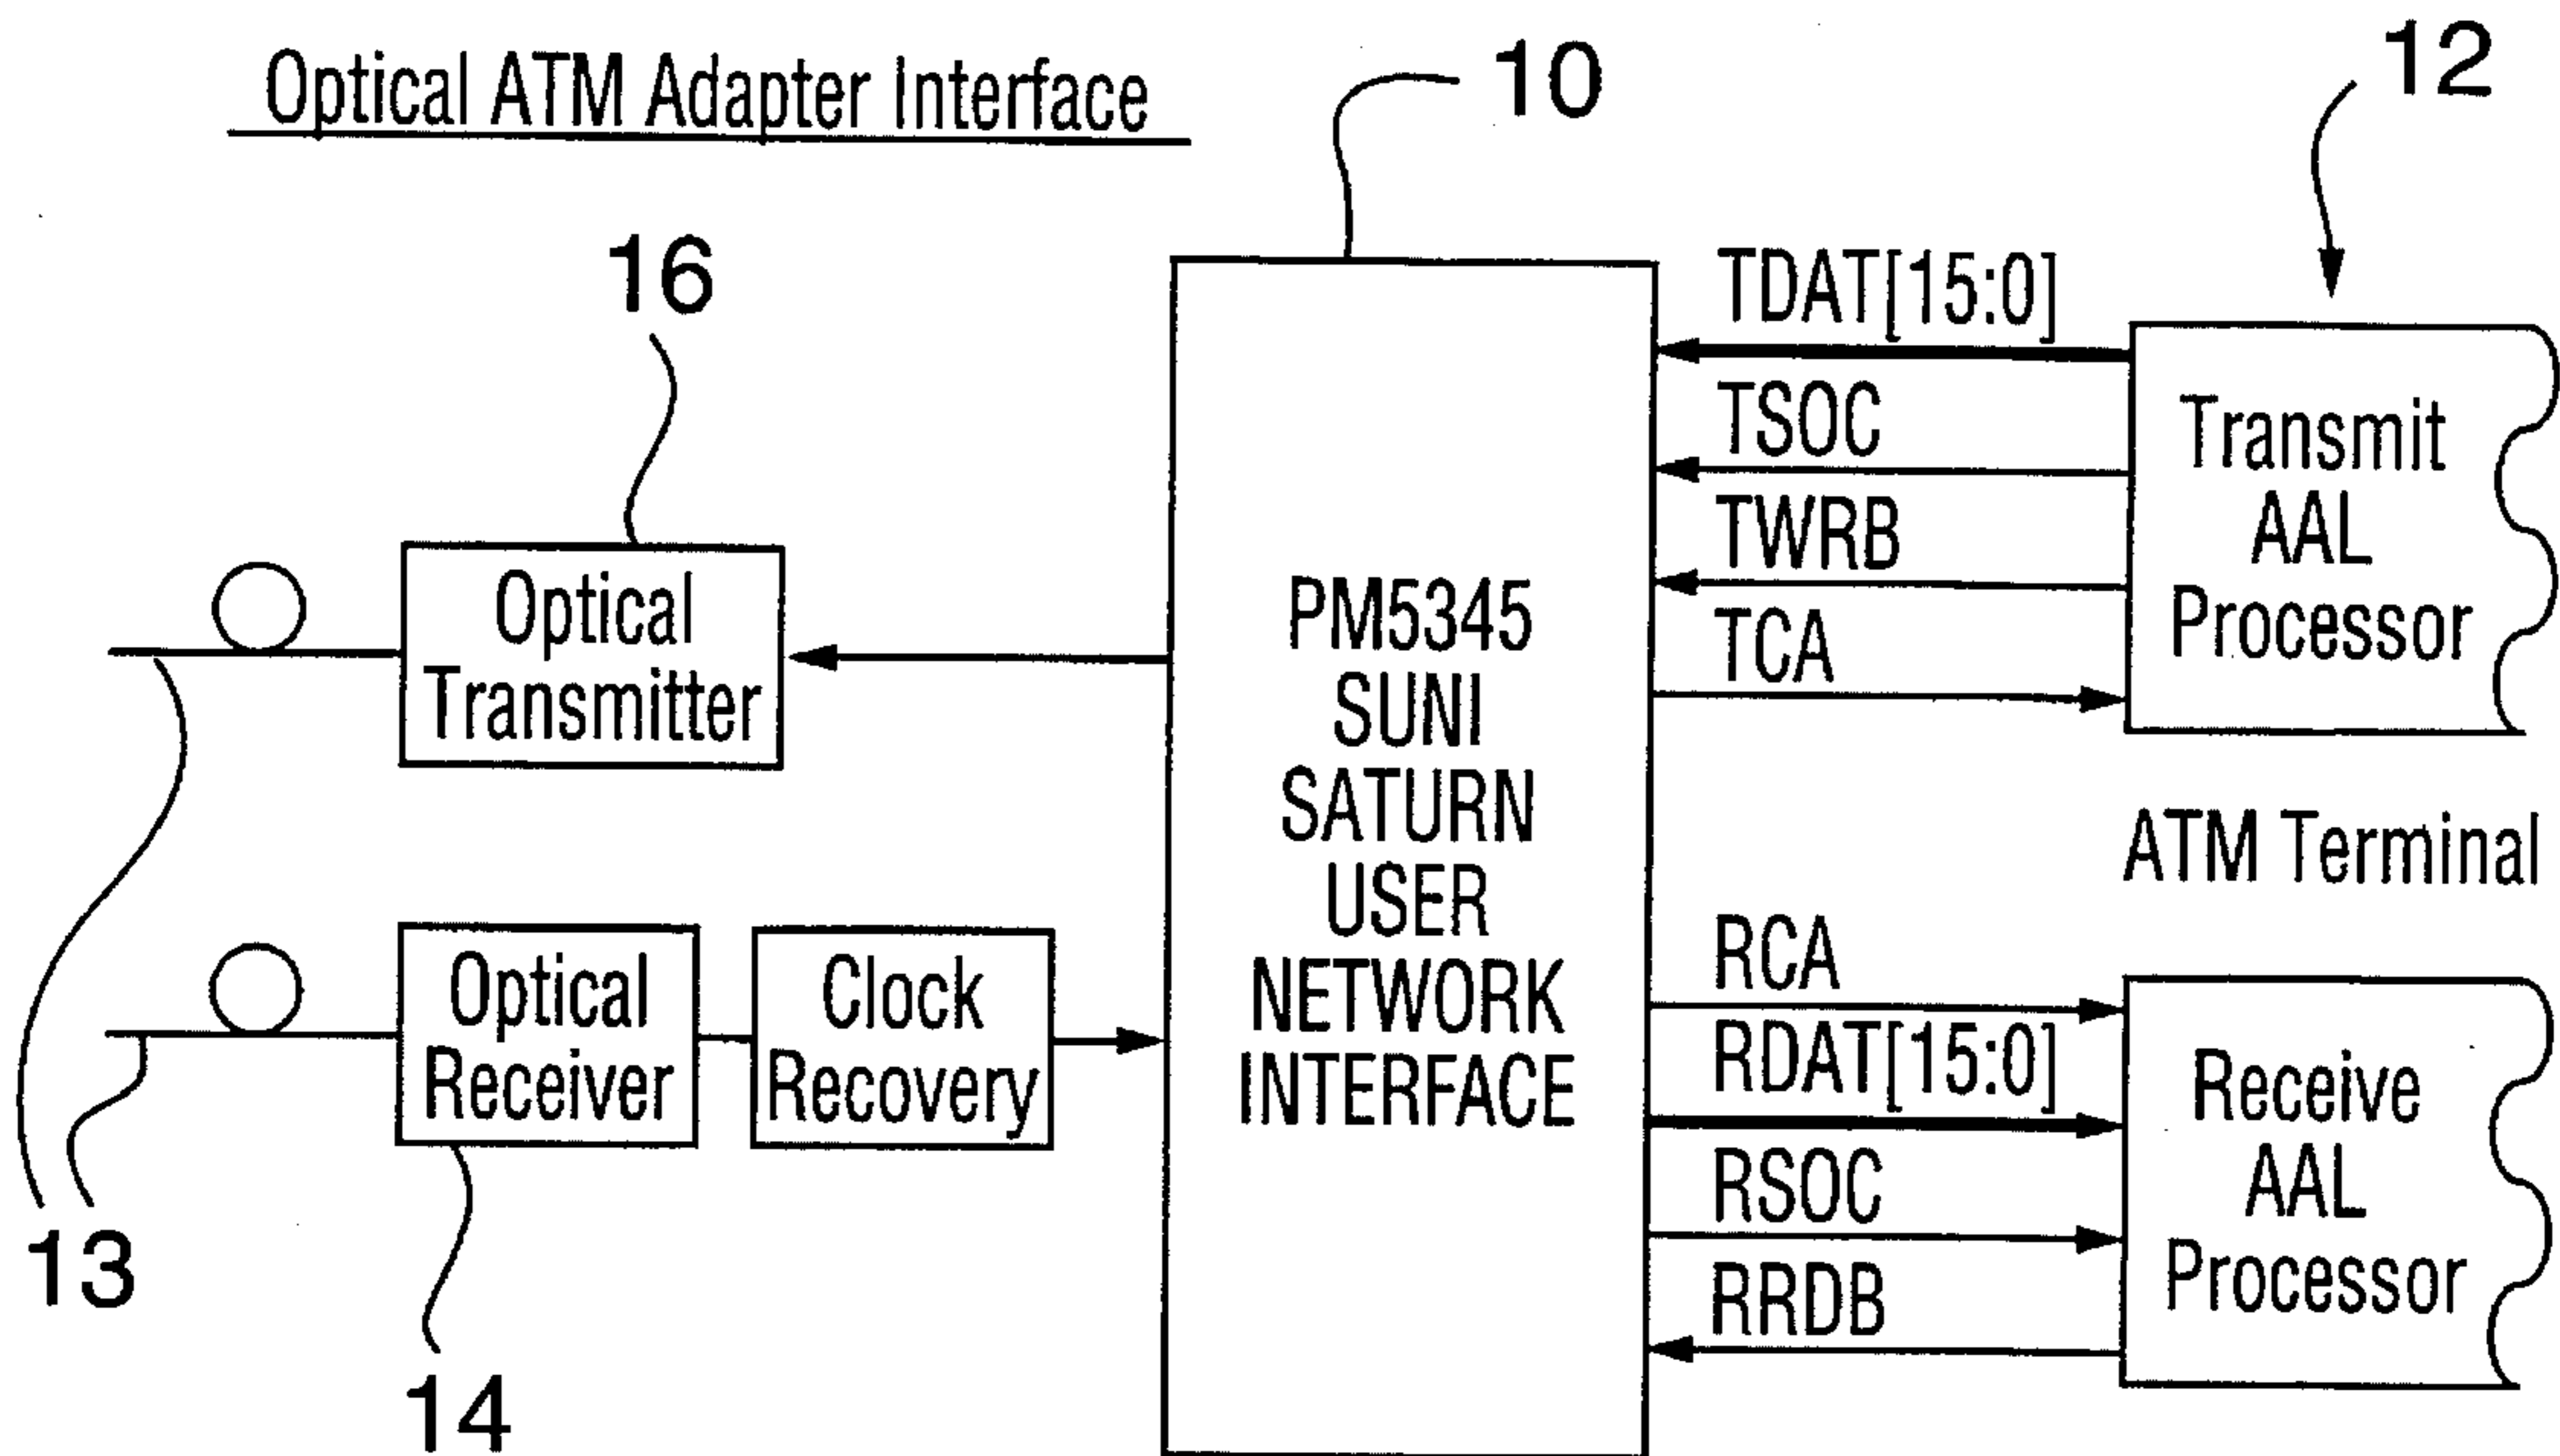 Optical ATM Adapter Interface
10
12
16
TDAT[15:0]
TSOC
TWRB
TCA
Transmit
AAL
Processor
Optical
Transmitter
PM5345
SUNI
SATURN
USER
NETWORK
INTERFACE
ATM Terminal
Optical
Receiver
Clock
Recovery
RCA
RDAT[15:0]
RSOC
RRDB
Receive
AAL
Processor
13
14